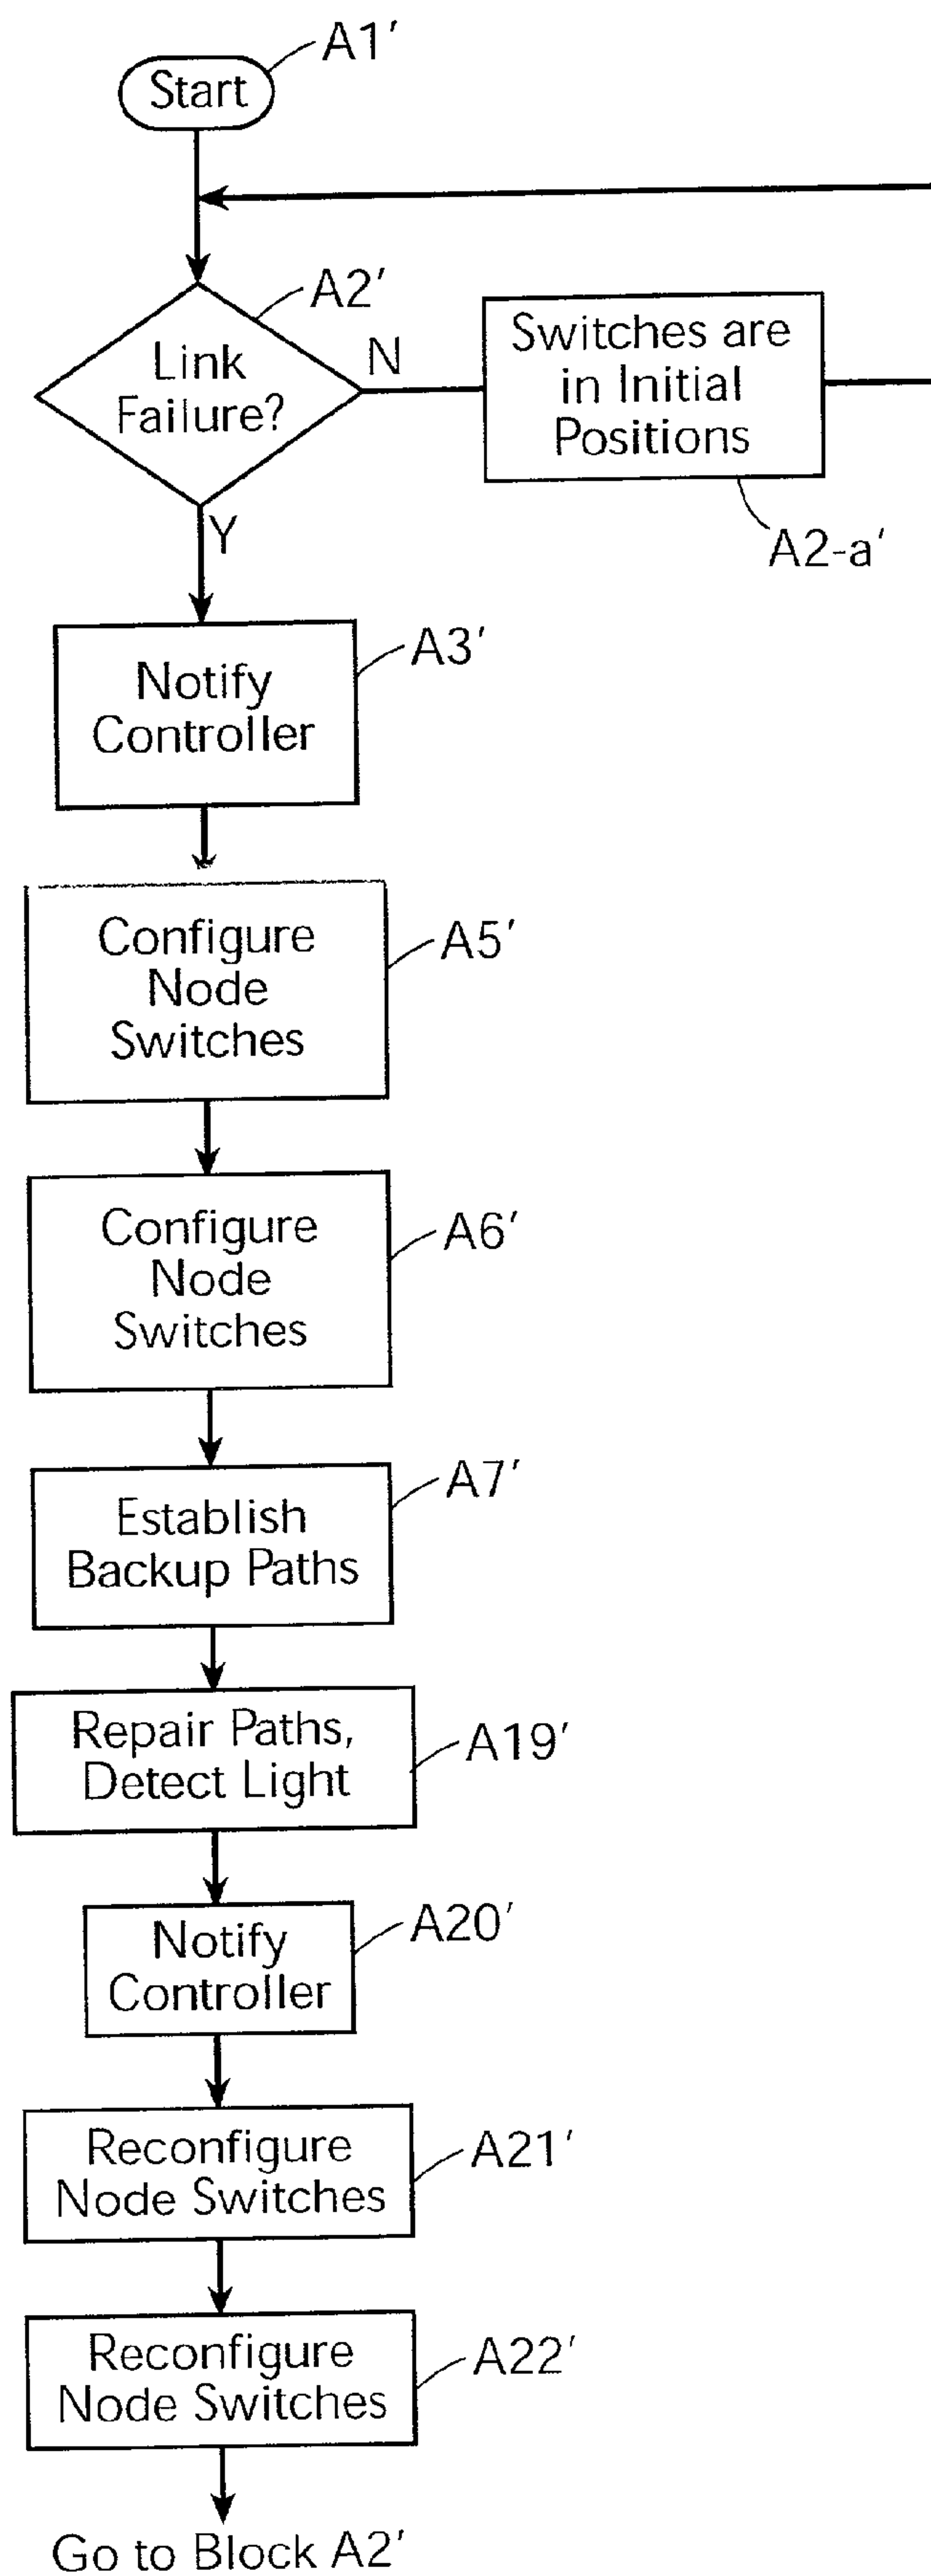 A1'
Start
A2'
Link
Failure?
N
Switches are
in Initial
Positions
A2-a'
Y
A3'
Notify
Controller
A5'
Configure
Node
Switches
A6'
Configure
Node
Switches
A7'
Establish
Backup Paths
A19'
Repair Paths,
Detect Light
A20'
Notify
Controller
A21'
Reconfigure
Node Switches
A22'
Reconfigure
Node Switches
Go to Block A2'